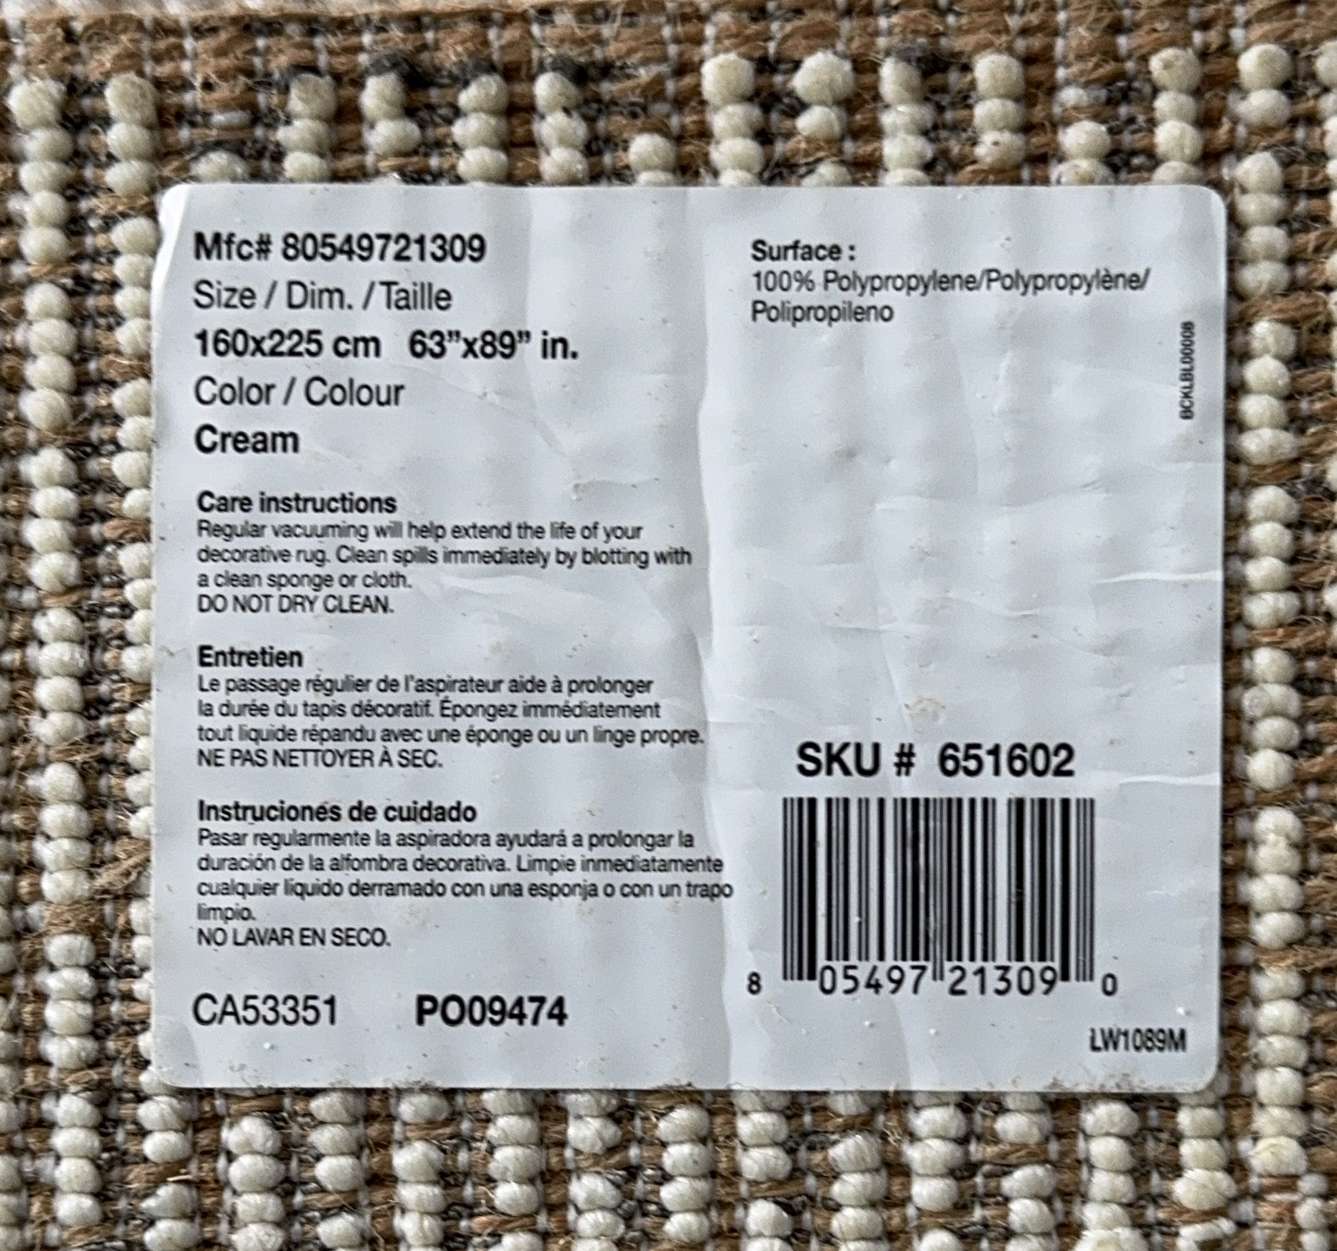 Mfc# 80549721309
Size / Dim. / Taille
160x225 cm 63”x89” in.
Color / Colour
Cream
Care instructions
Regular vacuuming will help extend the life of your
decorative rug. Clean spills immediately by blotting with
a clean sponge or cloth.
DO NOT DRY CLEAN.
Entretien
Le passage régulier de l'aspirateur aide à prolonger
la durée du tapis décoratif. Épongez immédiatement
tout liquide répandu avec une éponge ou un linge propre.
NE PAS NETTOYER À SEC.
Instruciones de cuidado
Pasar regularmente la aspiradora ayudará a prolongar la
duración de la alfombra decorativa. Limpie inmediatamente
cualquier líquido derramado con una esponja o con un trapo
limpio.
NO LAVAR EN SECO.
CA53351 PO09474
Surface :
100% Polypropylene/Polypropylène/
Polipropileno
BCKLBL00008
SKU # 651602
8 05497 21309 0
LW1089M